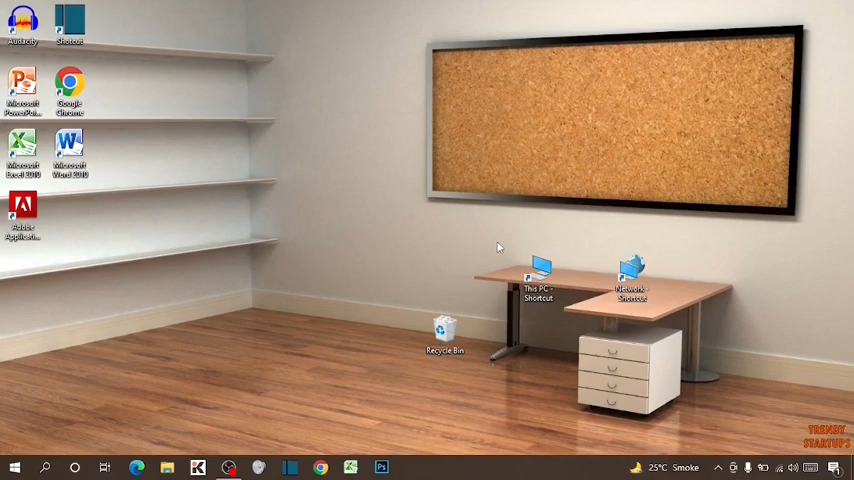 Audacity
Shotcut
Microsoft
PowerPoi...
Google
Chrome
Microsoft
Excel 2010
Microsoft
Word 2010
Adobe
Applicati...
This PC -
Shortcut
Network -
Shortcut
Recycle Bin
TRENDY
STARTUPS
25°C Smoke